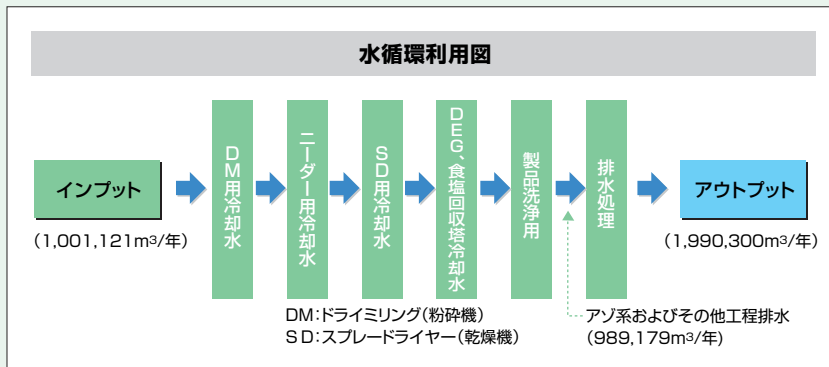 水循環利用図
インプット
(1,001,121m³/年)
DM用冷却水
ニーダー用冷却水
SD用冷却水
DEG、食塩回収塔冷却水
製品洗浄用
排水処理
アウトプット
(1,990,300m³/年)
DM:ドライミリング(粉砕機)
SD:スプレードライヤー(乾燥機)
アゾ系およびその他工程排水
(989,179m³/年)